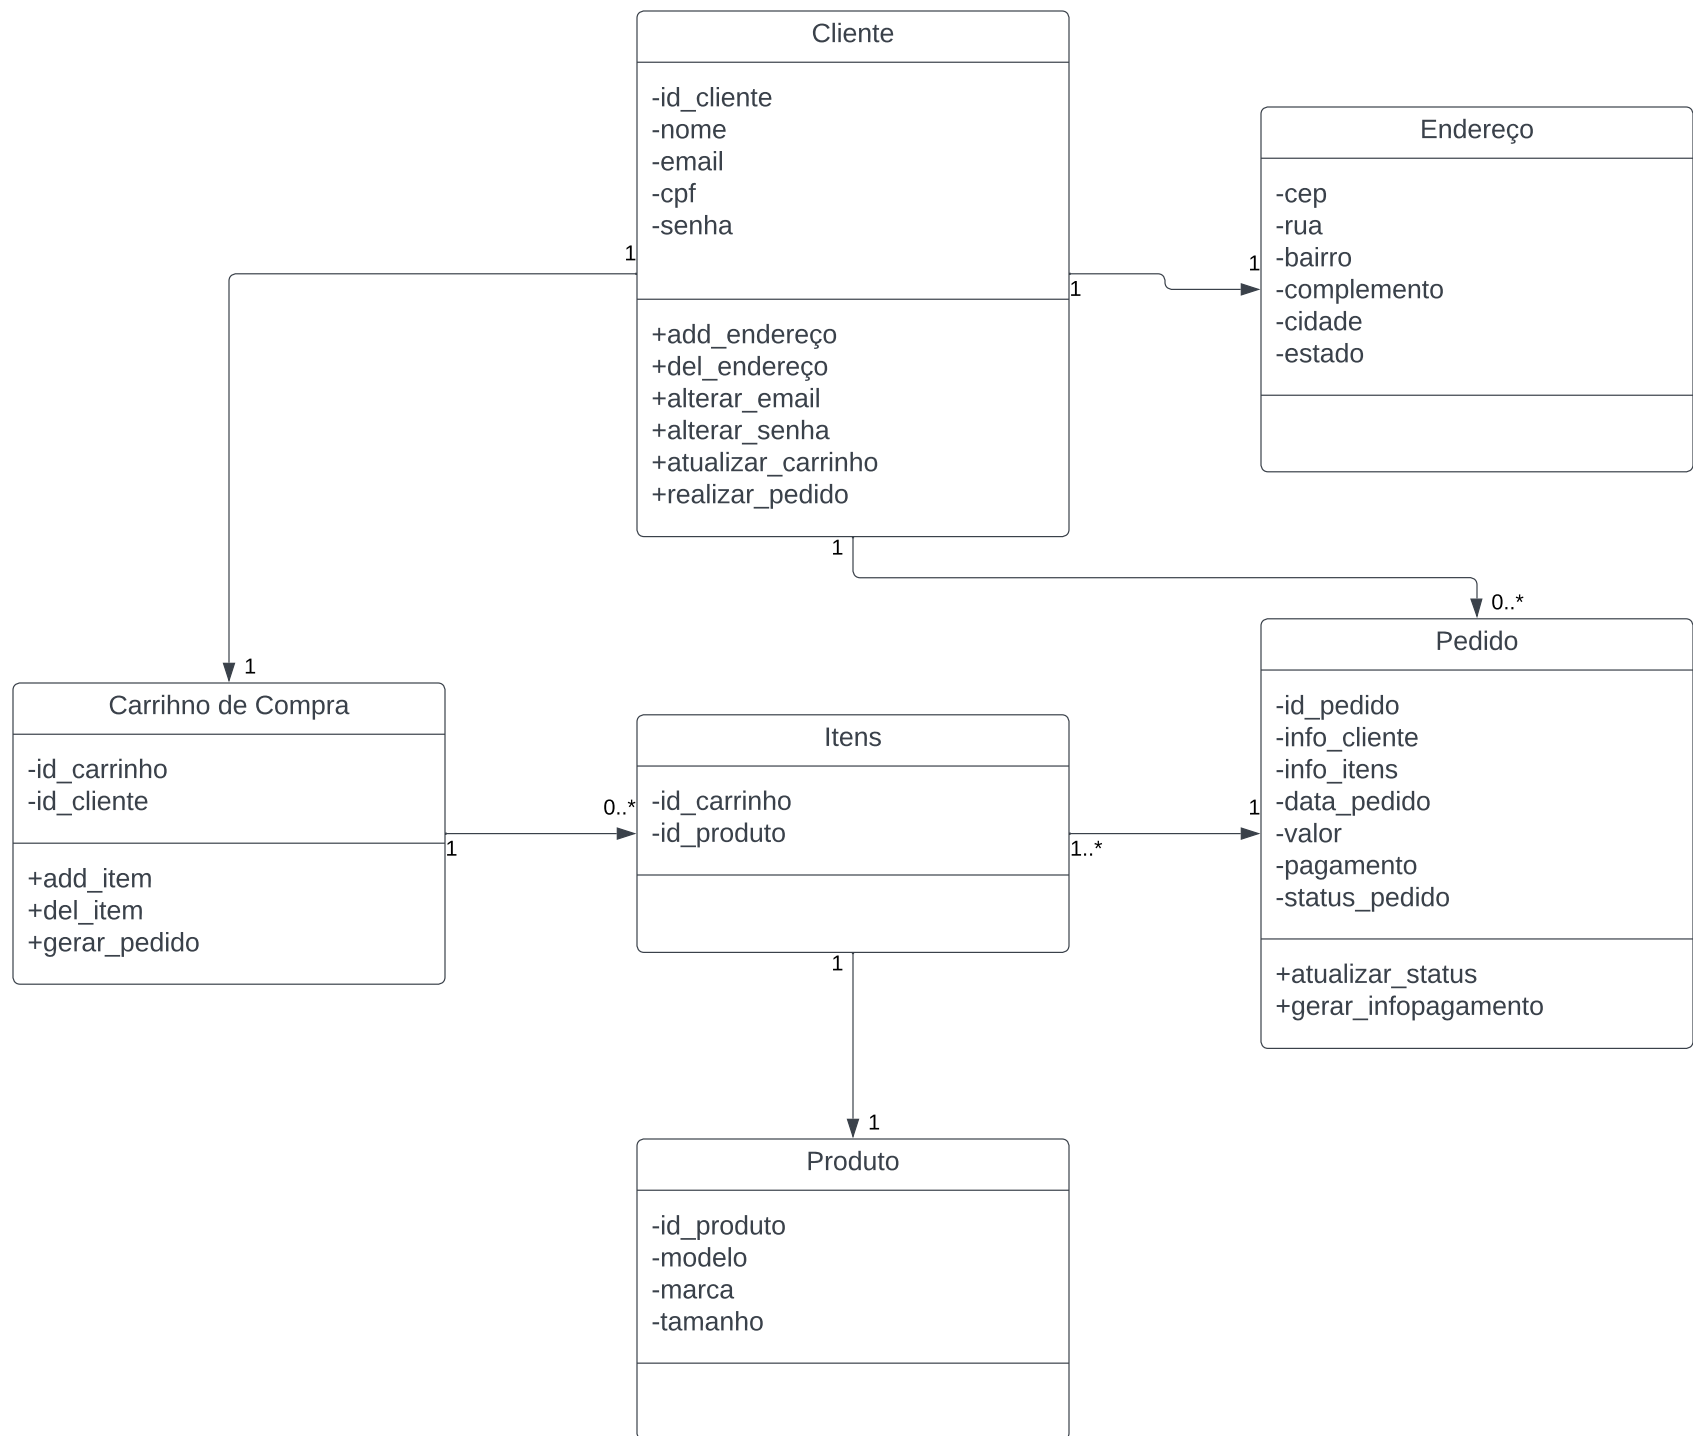 Cliente
-id_cliente
-nome
-email
-cpf
-senha
+add_endereço
+del_endereço
+alterar_email
+alterar_senha
+atualizar_carrinho
+realizar_pedido
1
1
1
Endereço
-cep
-rua
-bairro
-complemento
-cidade
-estado
1
0..*
1
Carrihno de Compra
-id_carrinho
-id_cliente
+add_item
+del_item
+gerar_pedido
1
0..*
Itens
-id_carrinho
-id_produto
1..*
1
Pedido
-id_pedido
-info_cliente
-info_itens
-data_pedido
-valor
-pagamento
-status_pedido
+atualizar_status
+gerar_infopagamento
1
1
Produto
-id_produto
-modelo
-marca
-tamanho